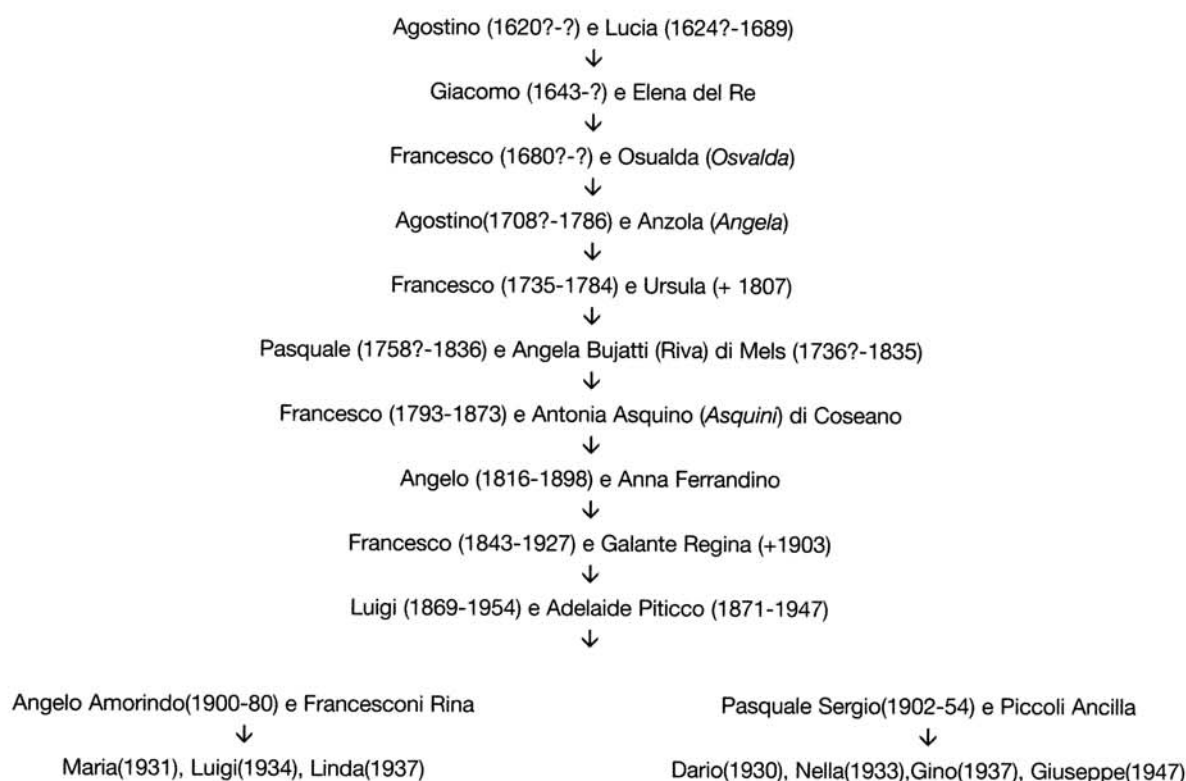 Agostino (1620?-?) e Lucia (1624?-1689)
↓
Giacomo (1643-?) e Elena del Re
↓
Francesco (1680?-?) e Osualda (Osvalda)
↓
Agostino(1708?-1786) e Anzola (Angela)
↓
Francesco (1735-1784) e Ursula (+ 1807)
↓
Pasquale (1758?-1836) e Angela Bujatti (Riva) di Mels (1736?-1835)
↓
Francesco (1793-1873) e Antonia Asquino (Asquini) di Coseano
↓
Angelo (1816-1898) e Anna Ferrandino
↓
Francesco (1843-1927) e Galante Regina (+1903)
↓
Luigi (1869-1954) e Adelaide Piticco (1871-1947)
↓
Angelo Amorindo(1900-80) e Francesconi Rina
↓
Maria(1931), Luigi(1934), Linda(1937)
Pasquale Sergio(1902-54) e Piccoli Ancilla
↓
Dario(1930), Nella(1933),Gino(1937), Giuseppe(1947)